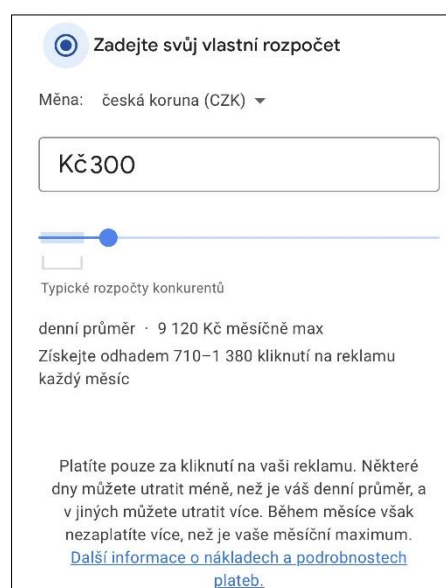 Zadejte svůj vlastní rozpočet
Měna: česká koruna (CZK)
Kč300
Typické rozpočty konkurentů
denní průměr · 9 120 Kč měsíčně max
Získejte odhadem 710–1 380 kliknutí na reklamu
každý měsíc
Platíte pouze za kliknutí na vaši reklamu. Některé
dny můžete utratit méně, než je váš denní průměr, a
v jiných můžete utratit více. Během měsíce však
nezaplatíte více, než je vaše měsíční maximum.
Další informace o nákladech a podrobnostech
plateb.